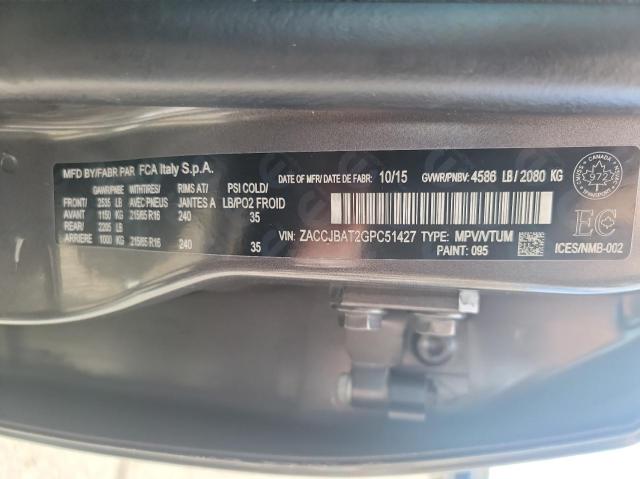 MFD BY/FABR PAR FCA Italy S.p.A. DATE OF MFR/DATE DE FABR: 10/15 GVWR/PNBV: 4586 LB/ 2080 KG
GAWR/PNBE WITH TIRES/ RIMS AT/ PSI COLD/
FRONT/ 2535 LB AVEC PNEUS JANTES A LB/PO2 FROID
AVANT 1150 KG 215/65 R16 240 35
REAR/ 2205 LB
ARRIERE 1000 KG 215/65 R16 240 35
VIN: ZACCJBAT2GPC51427 TYPE: MPV/VTUM
PAINT: 095
CANADA
1972
TRANSPORT
EC
ICES/NMB-002